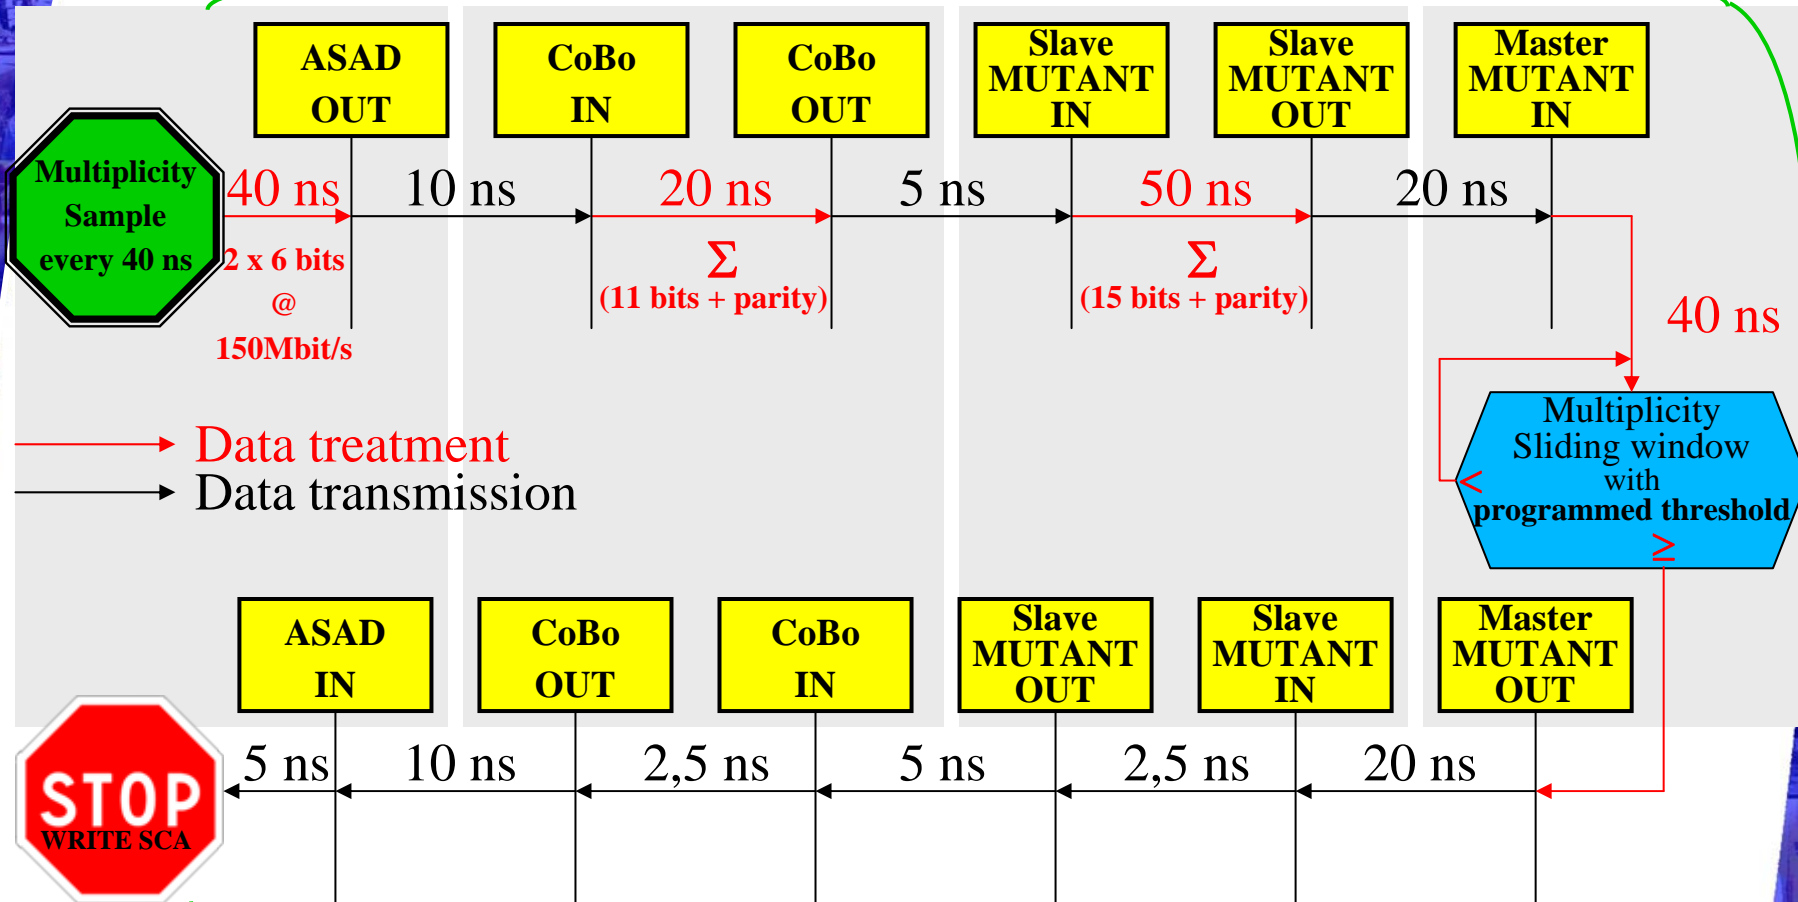 ASAD
OUT
CoBo
IN
CoBo
OUT
Slave
MUTANT
IN
Slave
MUTANT
OUT
Master
MUTANT
IN
Multiplicity
Sample
every 40 ns
40 ns
10 ns
20 ns
5 ns
50 ns
20 ns
2 x 6 bits
@
150Mbit/s
Σ
(11 bits + parity)
Σ
(15 bits + parity)
40 ns
Data treatment
Data transmission
Multiplicity
Sliding window
with
programmed threshold
<
≥
ASAD
IN
CoBo
OUT
CoBo
IN
Slave
MUTANT
OUT
Slave
MUTANT
IN
Master
MUTANT
OUT
5 ns
10 ns
2,5 ns
5 ns
2,5 ns
20 ns
STOP
WRITE SCA